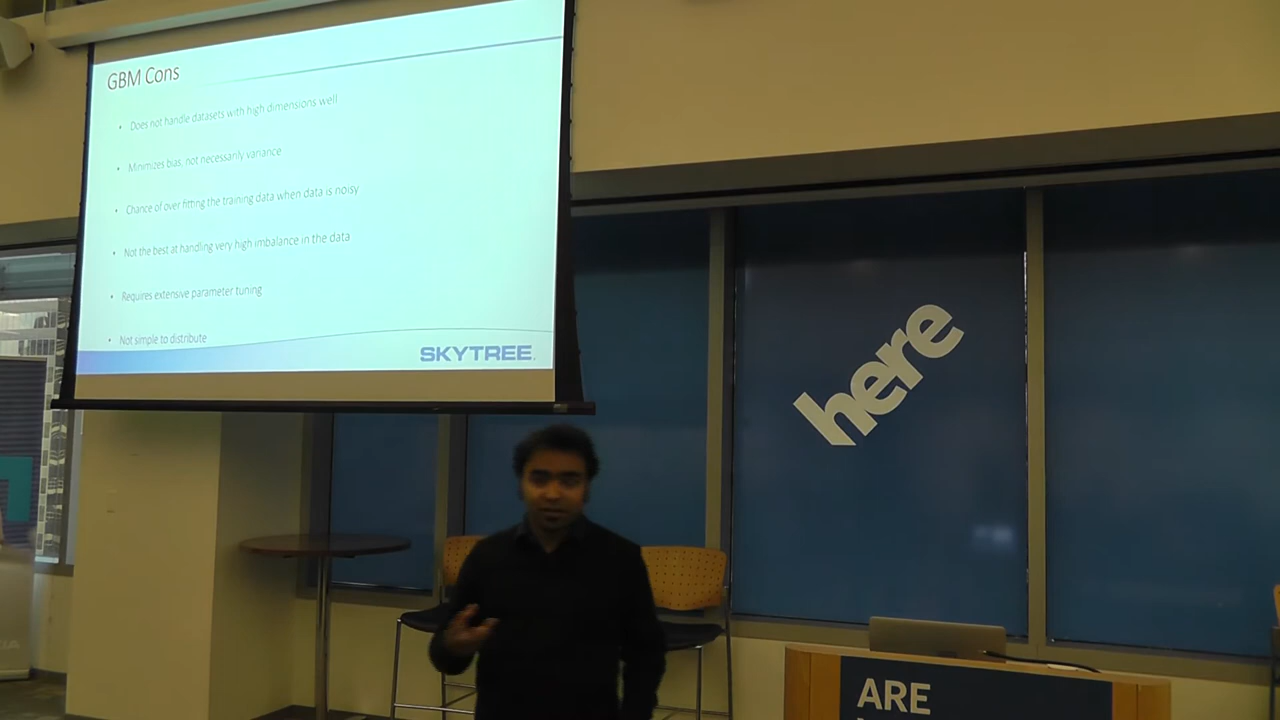 GBM Cons
• Does not handle datasets with high dimensions well
• Minimizes bias, not necessarily variance
• Chance of over fitting the training data when data is noisy
• Not the best at handling very high imbalance in the data
• Requires extensive parameter tuning
• Not simple to distribute
SKYTREE
here
ARE